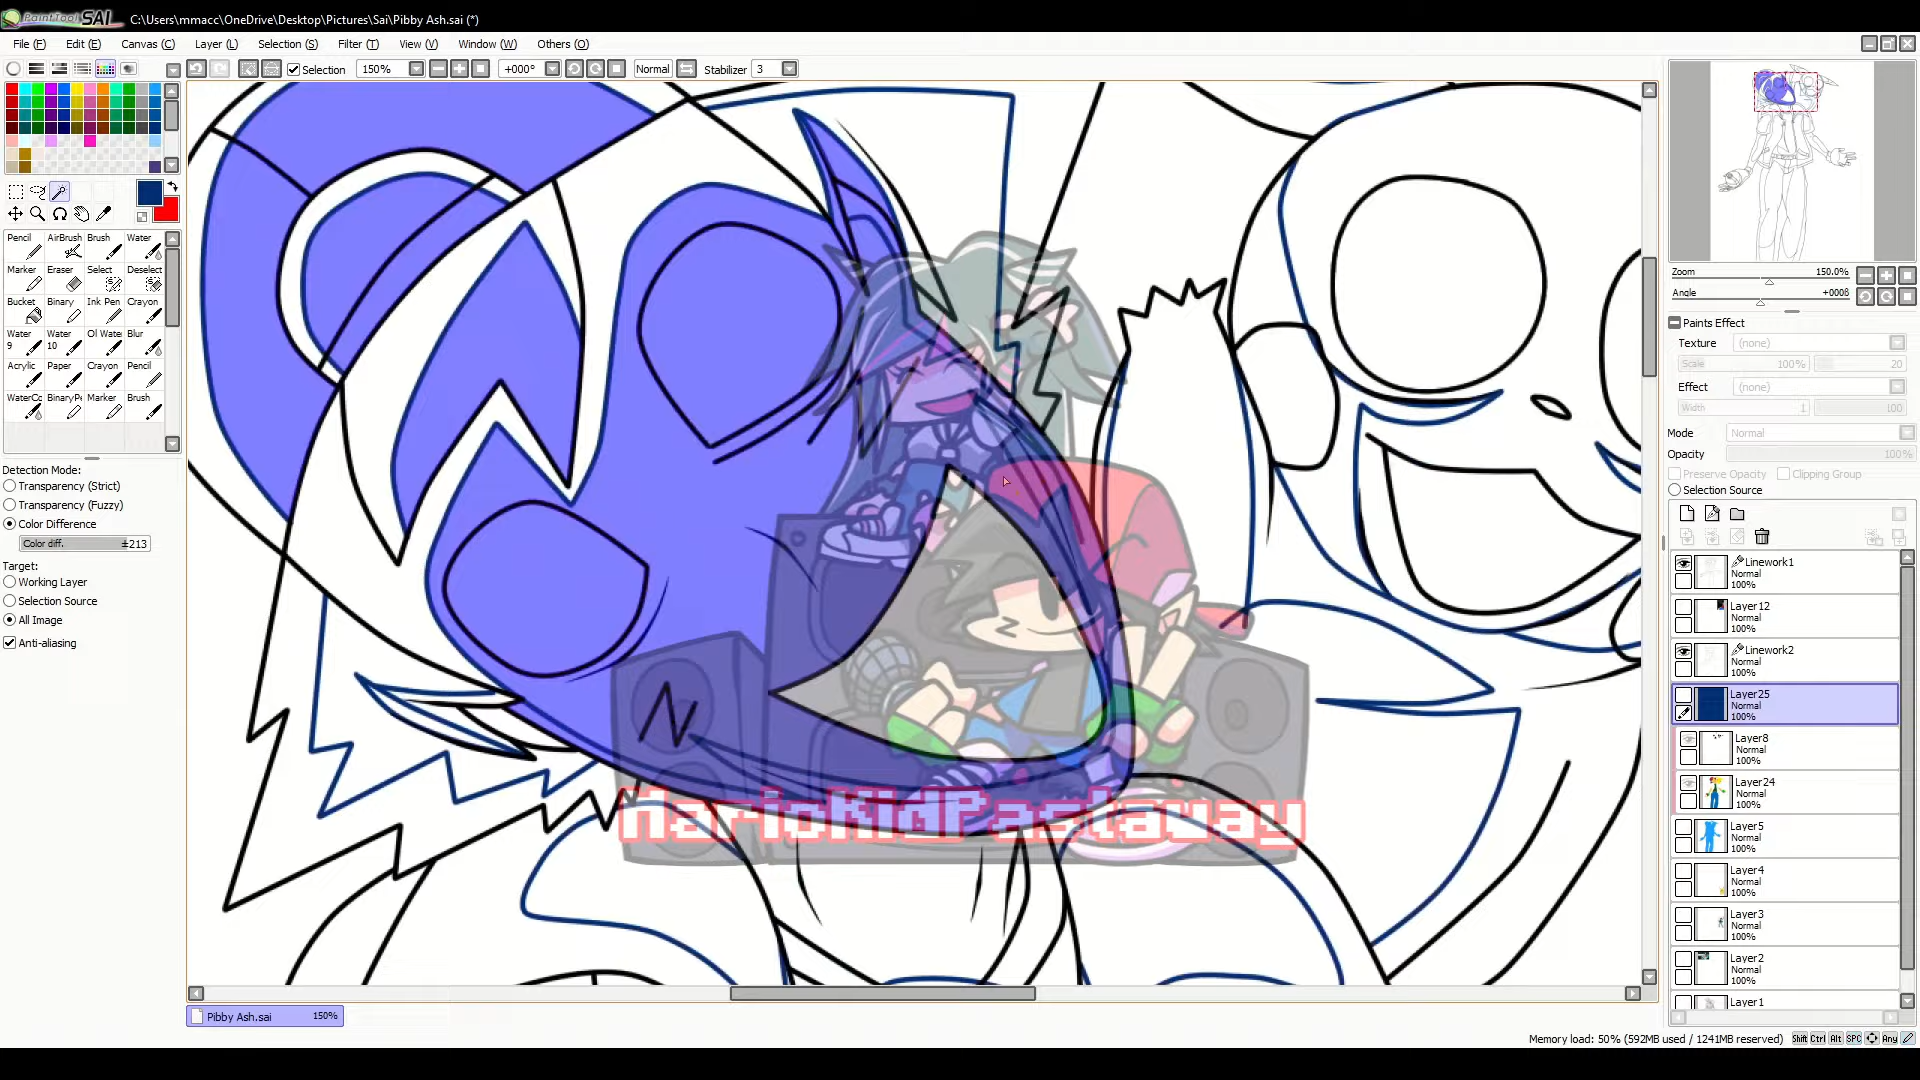 PaintTool SAI C:\Users\mmacc\OneDrive\Desktop\Pictures\Sai\Pibby Ash.sai (*)
File (F) Edit (E) Canvas (C) Layer (L) Selection (S) Filter (T) View (V) Window (W) Others (O)
Selection 150% +000° Normal Stabilizer 3
Pencil AirBrush Brush Water
Marker Eraser Select Deselect
Bucket Binary Ink Pen Crayon
Water 9 Water 10 Ol Wate Blur
Acrylic Paper Crayon Pencil
WaterCo BinaryPe Marker Brush
Detection Mode:
Transparency (Strict)
Transparency (Fuzzy)
Color Difference
Color diff. ±213
Target:
Working Layer
Selection Source
All Image
Anti-aliasing
MarioKidPastaway
Pibby Ash.sai 150%
Zoom 150.0%
Angle +000§
Paints Effect
Texture (none)
Scale 100% 20
Effect (none)
Width 1 100
Mode Normal
Opacity 100%
Preserve Opacity Clipping Group
Selection Source
Linework1
Normal
100%
Layer12
Normal
100%
Linework2
Normal
100%
Layer25
Normal
100%
Layer8
Normal
100%
Layer24
Normal
100%
Layer5
Normal
100%
Layer4
Normal
100%
Layer3
Normal
100%
Layer2
Normal
100%
Layer1
Memory load: 50% (592MB used / 1241MB reserved) Shift Ctrl Alt SPC Any